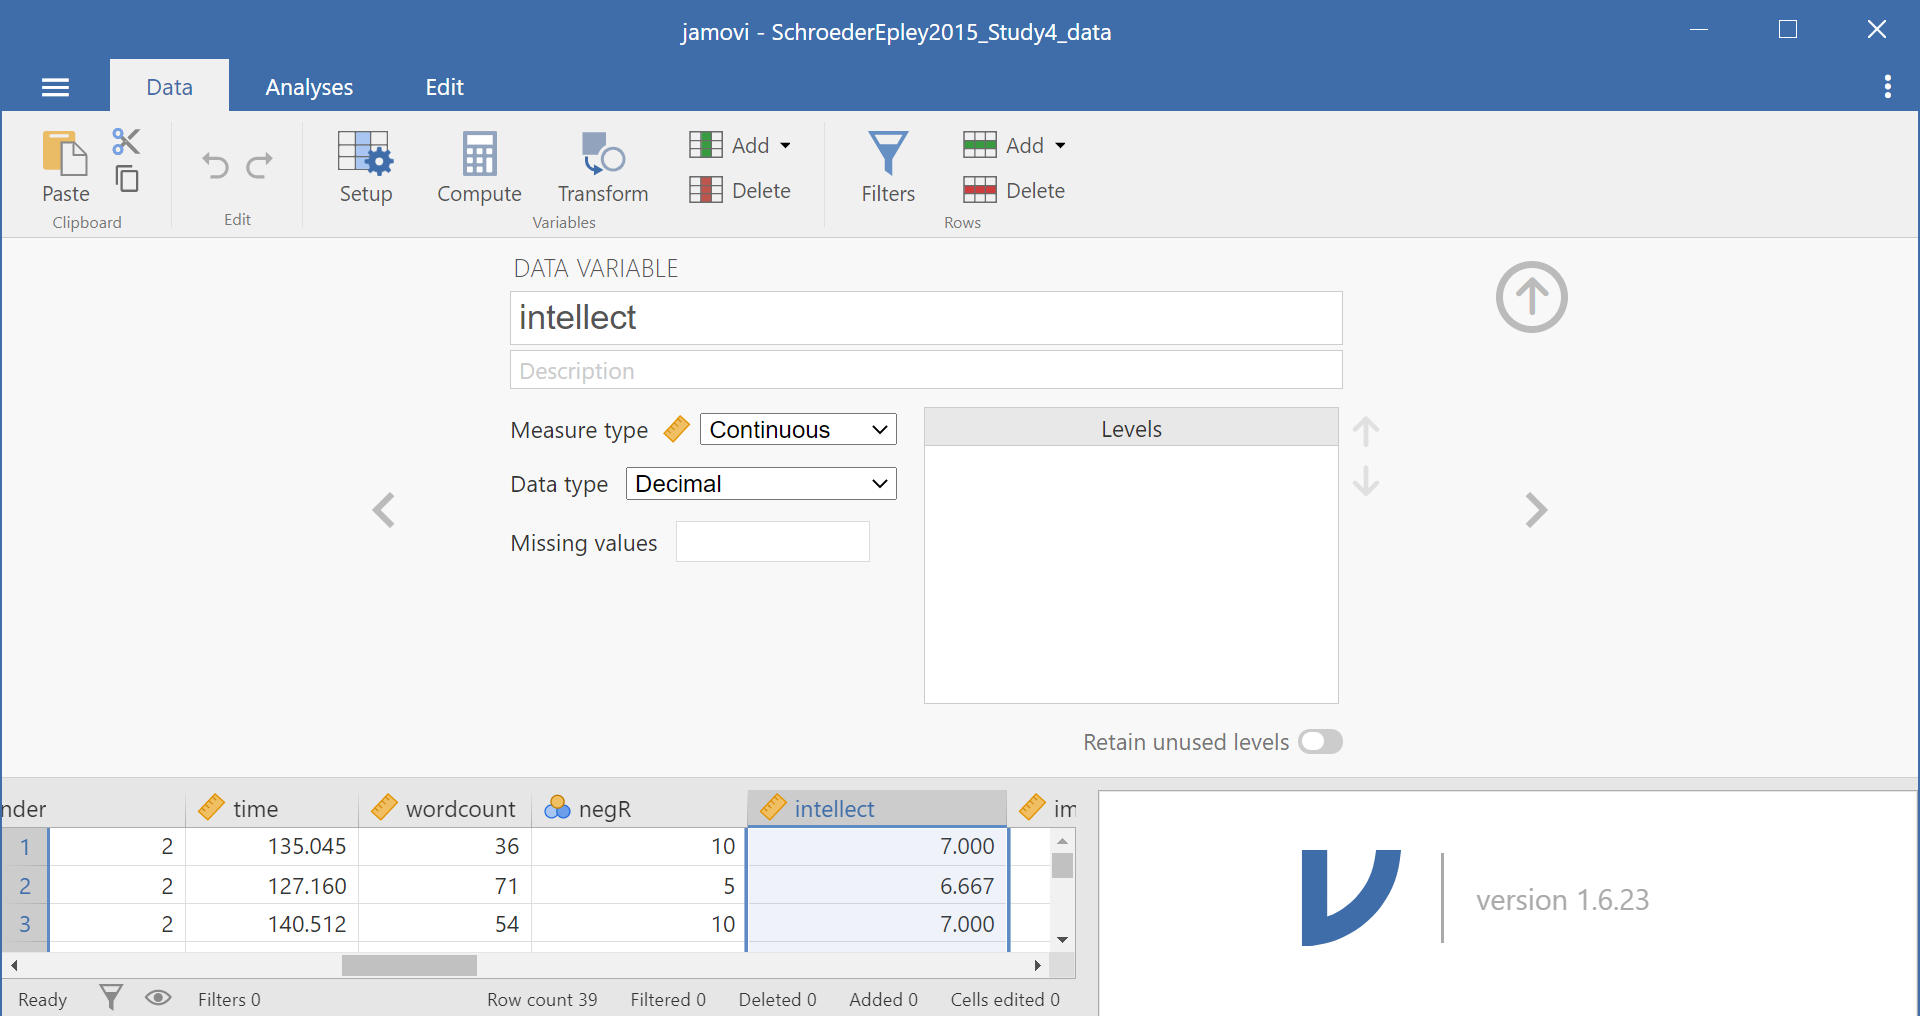 jamovi - SchroederEpley2015_Study4_data
Data Analyses Edit
Paste Setup Compute Transform Add Delete Filters Add Delete
Clipboard Edit Variables Rows
DATA VARIABLE
intellect
Description
Measure type Continuous
Data type Decimal
Missing values
Levels
Retain unused levels
nder time wordcount negR intellect im
1 2 135.045 36 10 7.000
2 2 127.160 71 5 6.667
3 2 140.512 54 10 7.000
version 1.6.23
Ready Filters 0 Row count 39 Filtered 0 Deleted 0 Added 0 Cells edited 0